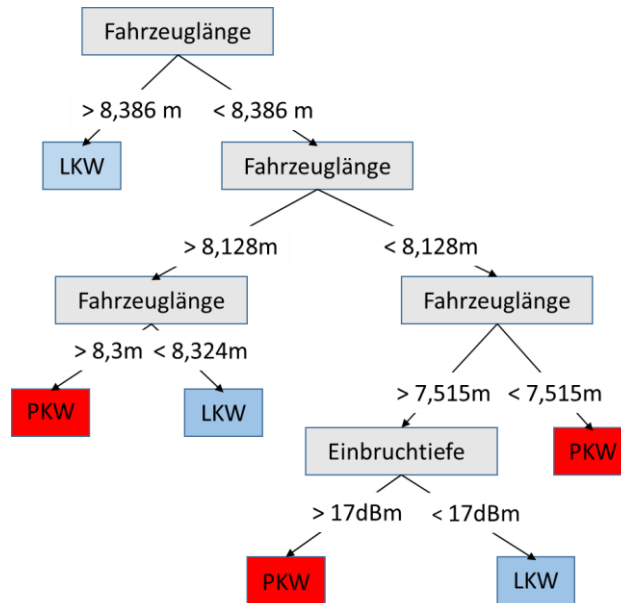 Fahrzeuglänge
> 8,386 m < 8,386 m
LKW
Fahrzeuglänge
> 8,128m < 8,128m
Fahrzeuglänge
Fahrzeuglänge
> 8,3m < 8,324m
PKW
LKW
> 7,515m < 7,515m
Einbruchtiefe
PKW
> 17dBm < 17dBm
PKW
LKW